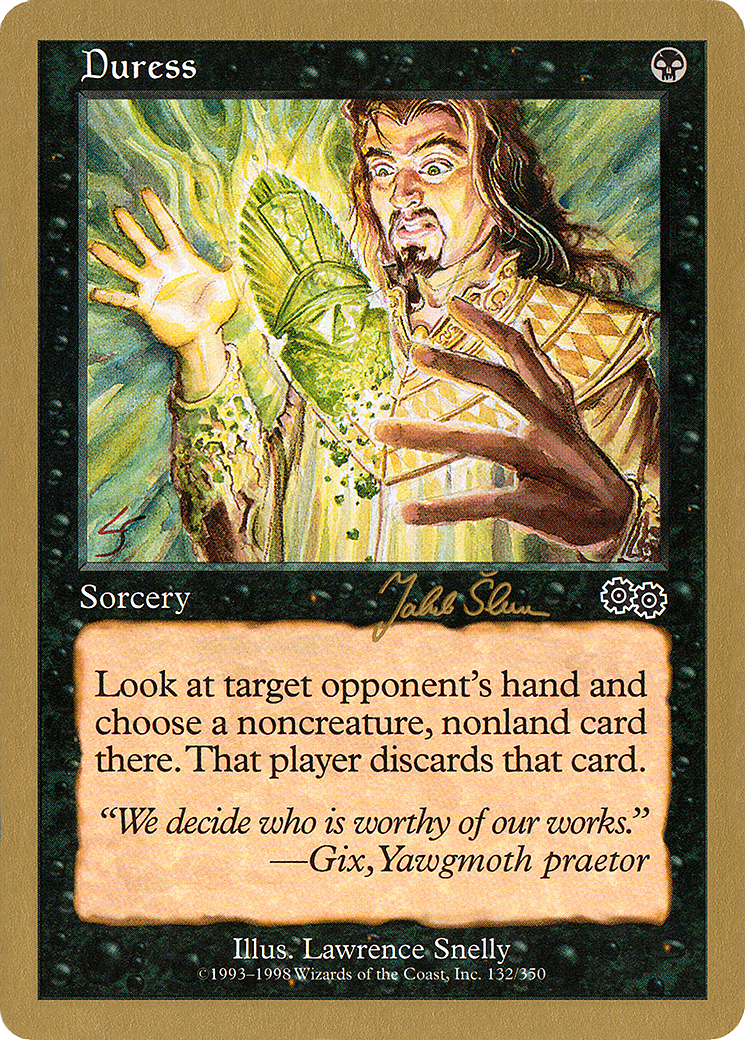 Duress
Sorcery
Jakub Šlemr
Look at target opponent's hand and
choose a noncreature, nonland card
there. That player discards that card.
“We decide who is worthy of our works.”
—Gix, Yawgmoth praetor
Illus. Lawrence Snelly
©1993–1998 Wizards of the Coast, Inc. 132/350